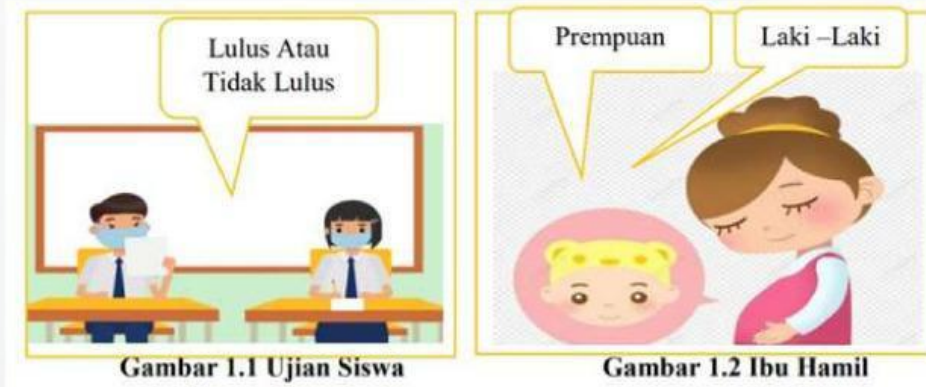 Lulus Atau
Tidak Lulus
Prempuan
Laki –Laki
Gambar 1.1 Ujian Siswa
Gambar 1.2 Ibu Hamil